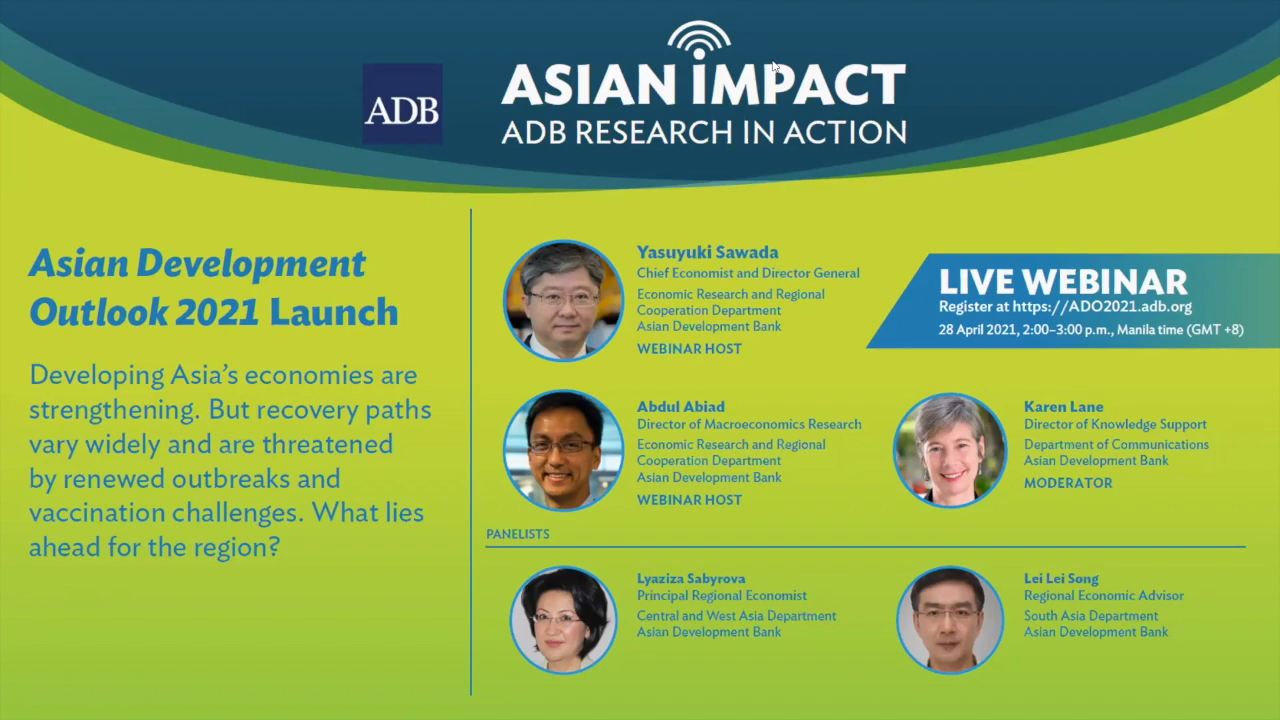 ADB
ASIAN IMPACT
ADB RESEARCH IN ACTION
Asian Development
Outlook 2021 Launch
Developing Asia's economies are
strengthening. But recovery paths
vary widely and are threatened
by renewed outbreaks and
vaccination challenges. What lies
ahead for the region?
Yasuyuki Sawada
Chief Economist and Director General
Economic Research and Regional
Cooperation Department
Asian Development Bank
WEBINAR HOST
LIVE WEBINAR
Register at https://ADO2021.adb.org
28 April 2021, 2:00–3:00 p.m., Manila time (GMT +8)
Abdul Abiad
Director of Macroeconomics Research
Economic Research and Regional
Cooperation Department
Asian Development Bank
WEBINAR HOST
Karen Lane
Director of Knowledge Support
Department of Communications
Asian Development Bank
MODERATOR
PANELISTS
Lyaziza Sabyrova
Principal Regional Economist
Central and West Asia Department
Asian Development Bank
Lei Lei Song
Regional Economic Advisor
South Asia Department
Asian Development Bank